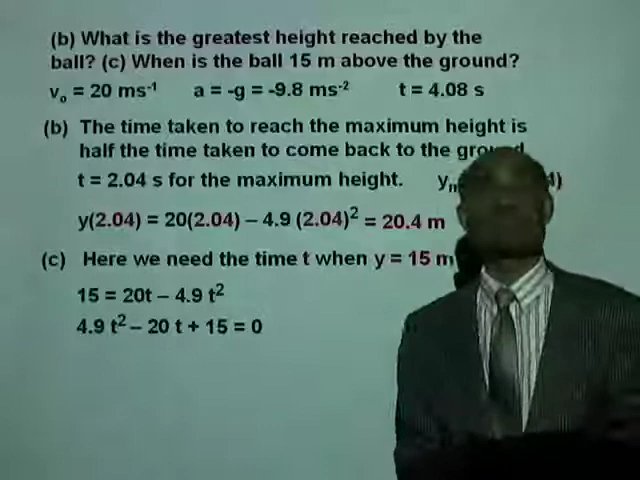 (b) What is the greatest height reached by the
ball? (c) When is the ball 15 m above the ground?
vₒ = 20 ms⁻¹ a = -g = -9.8 ms⁻² t = 4.08 s
(b) The time taken to reach the maximum height is
half the time taken to come back to the
t = 2.04 s for the maximum height.
y(2.04) = 20(2.04) – 4.9 (2.04)² = 20.4 m
(c) Here we need the time t when y = 15 m
15 = 20t – 4.9 t²
4.9 t² – 20 t + 15 = 0